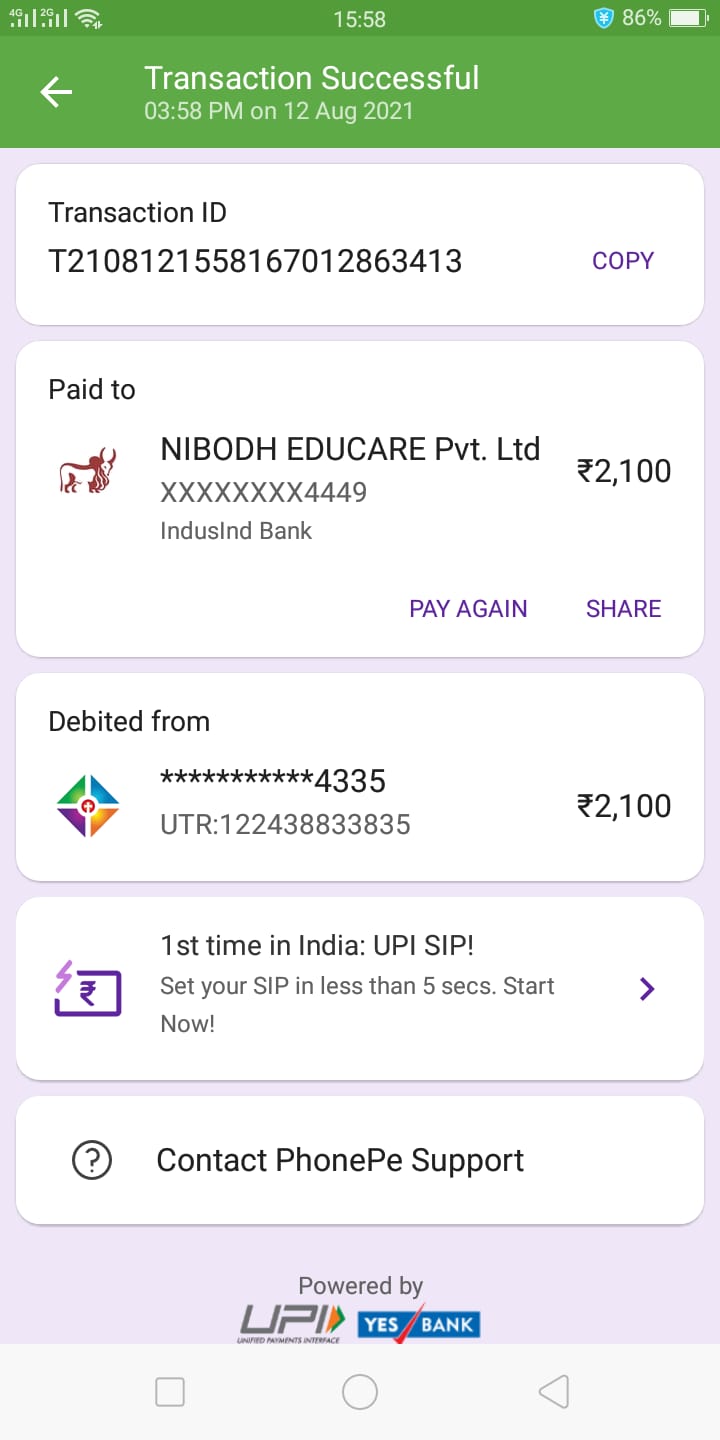 4G 2G 15:58 86%
Transaction Successful
03:58 PM on 12 Aug 2021
Transaction ID
T2108121558167012863413 COPY
Paid to
NIBODH EDUCARE Pvt. Ltd ₹2,100
XXXXXXXX4449
IndusInd Bank
PAY AGAIN SHARE
Debited from
***********4335 ₹2,100
UTR:122438833835
1st time in India: UPI SIP!
Set your SIP in less than 5 secs. Start
Now!
Contact PhonePe Support
Powered by
UPI YES BANK
UNIFIED PAYMENTS INTERFACE